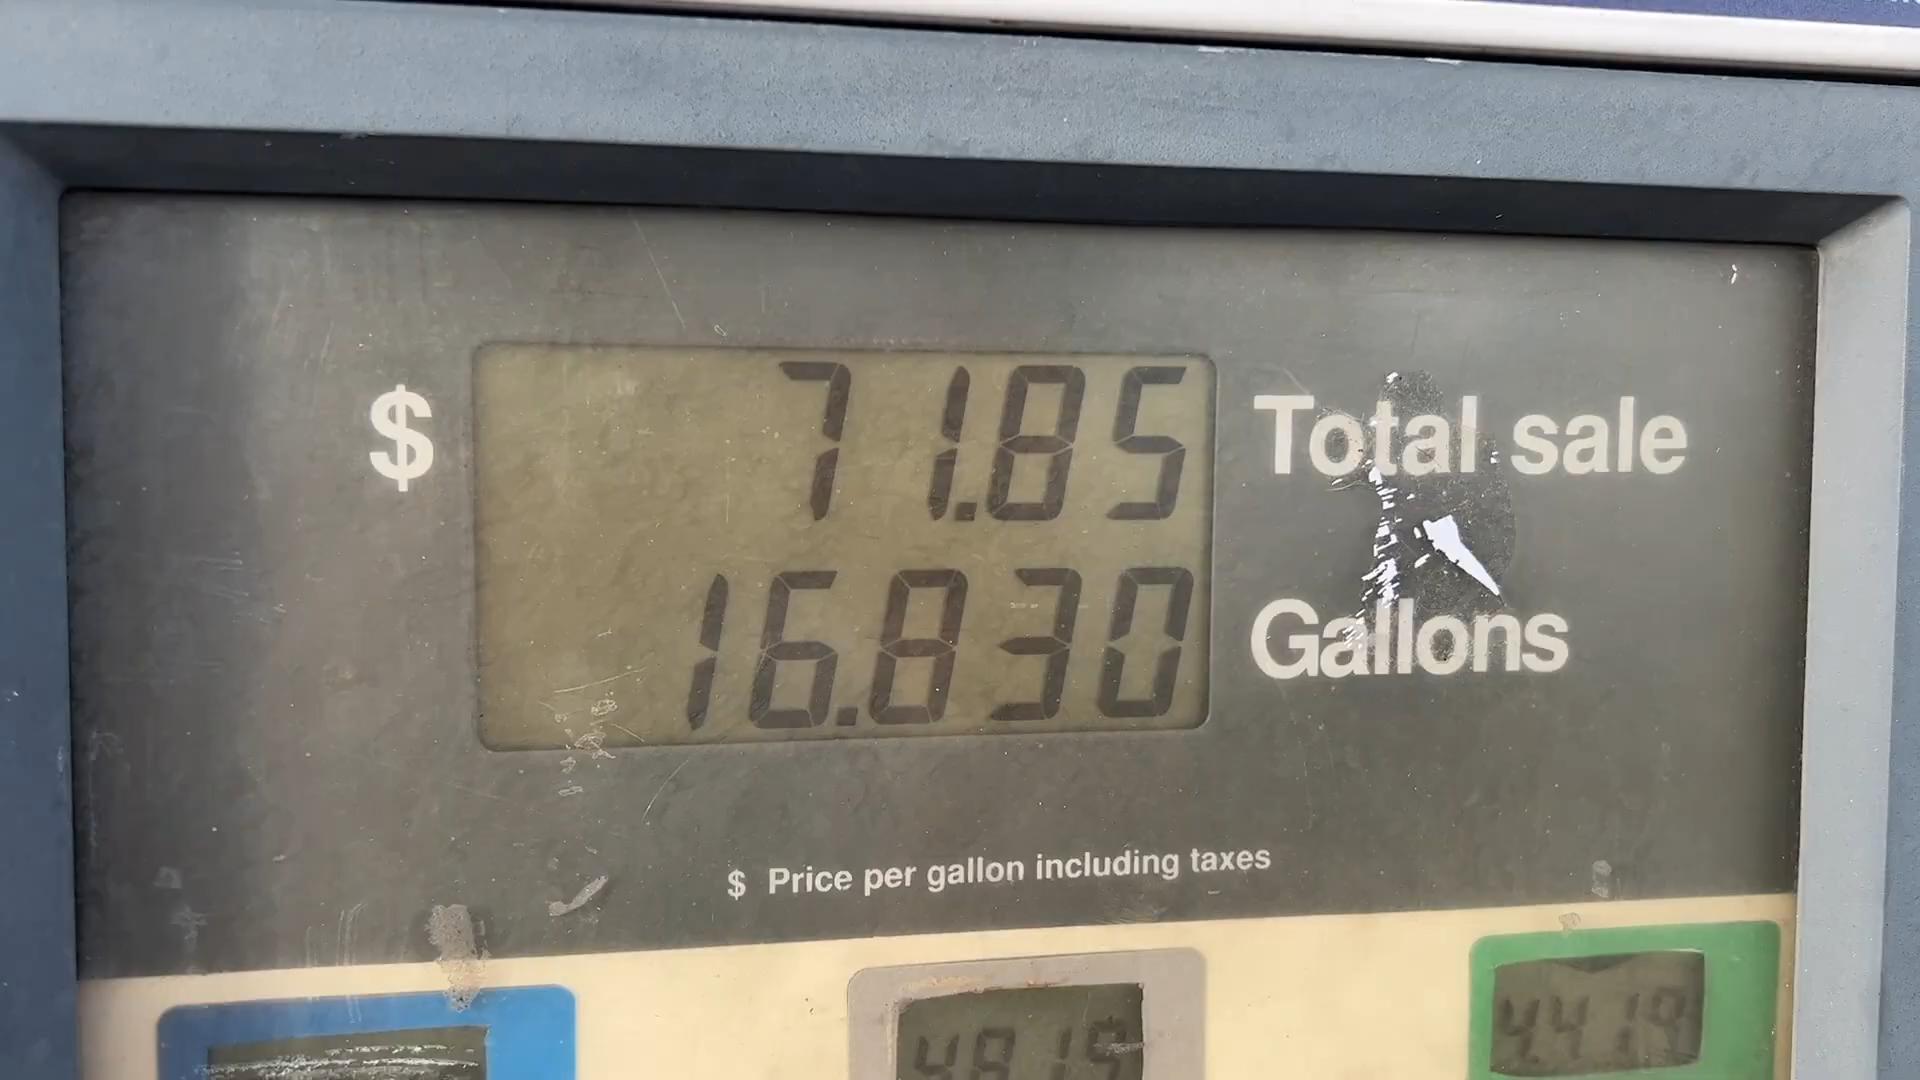 $ 71.85 Total sale
16.830 Gallons
$ Price per gallon including taxes
4.419